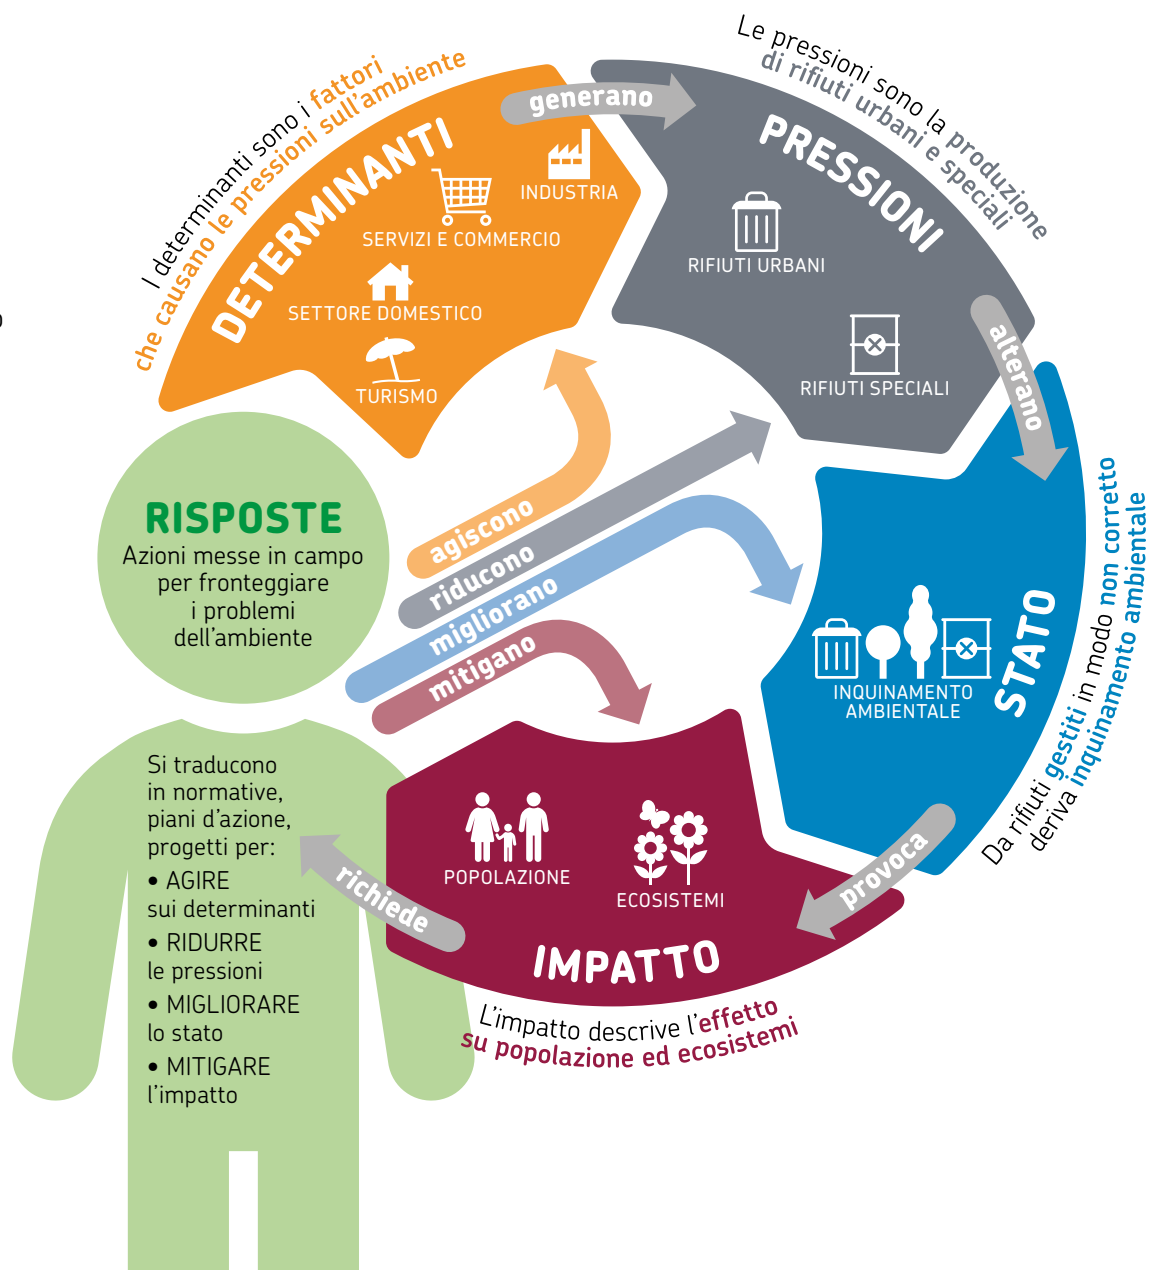 I determinanti sono i fattori
che causano le pressioni sull'ambiente
DETERMINANTI
INDUSTRIA
SERVIZI E COMMERCIO
SETTORE DOMESTICO
TURISMO
generano
Le pressioni sono la produzione
di rifiuti urbani e speciali
PRESSIONI
RIFIUTI URBANI
RIFIUTI SPECIALI
alterano
STATO
INQUINAMENTO
AMBIENTALE
Da rifiuti gestiti in modo non corretto
deriva inquinamento ambientale
provoca
IMPATTO
POPOLAZIONE
ECOSISTEMI
L'impatto descrive l'effetto
su popolazione ed ecosistemi
richiede
RISPOSTE
Azioni messe in campo
per fronteggiare
i problemi
dell'ambiente
agiscono
riducono
migliorano
mitigano
Si traducono
in normative,
piani d'azione,
progetti per:
• AGIRE
sui determinanti
• RIDURRE
le pressioni
• MIGLIORARE
lo stato
• MITIGARE
l'impatto